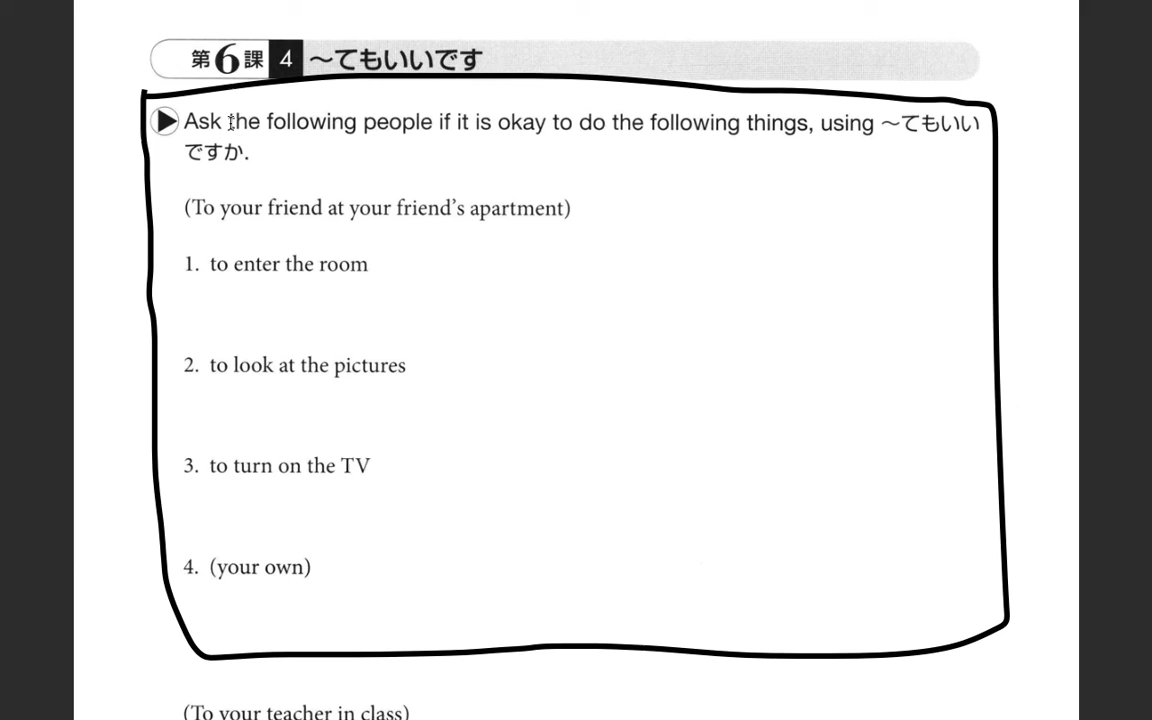 第6課 4 ～てもいいです
Ask the following people if it is okay to do the following things, using ～てもいい
ですか.
(To your friend at your friend's apartment)
1. to enter the room
2. to look at the pictures
3. to turn on the TV
4. (your own)
(To your teacher in class)